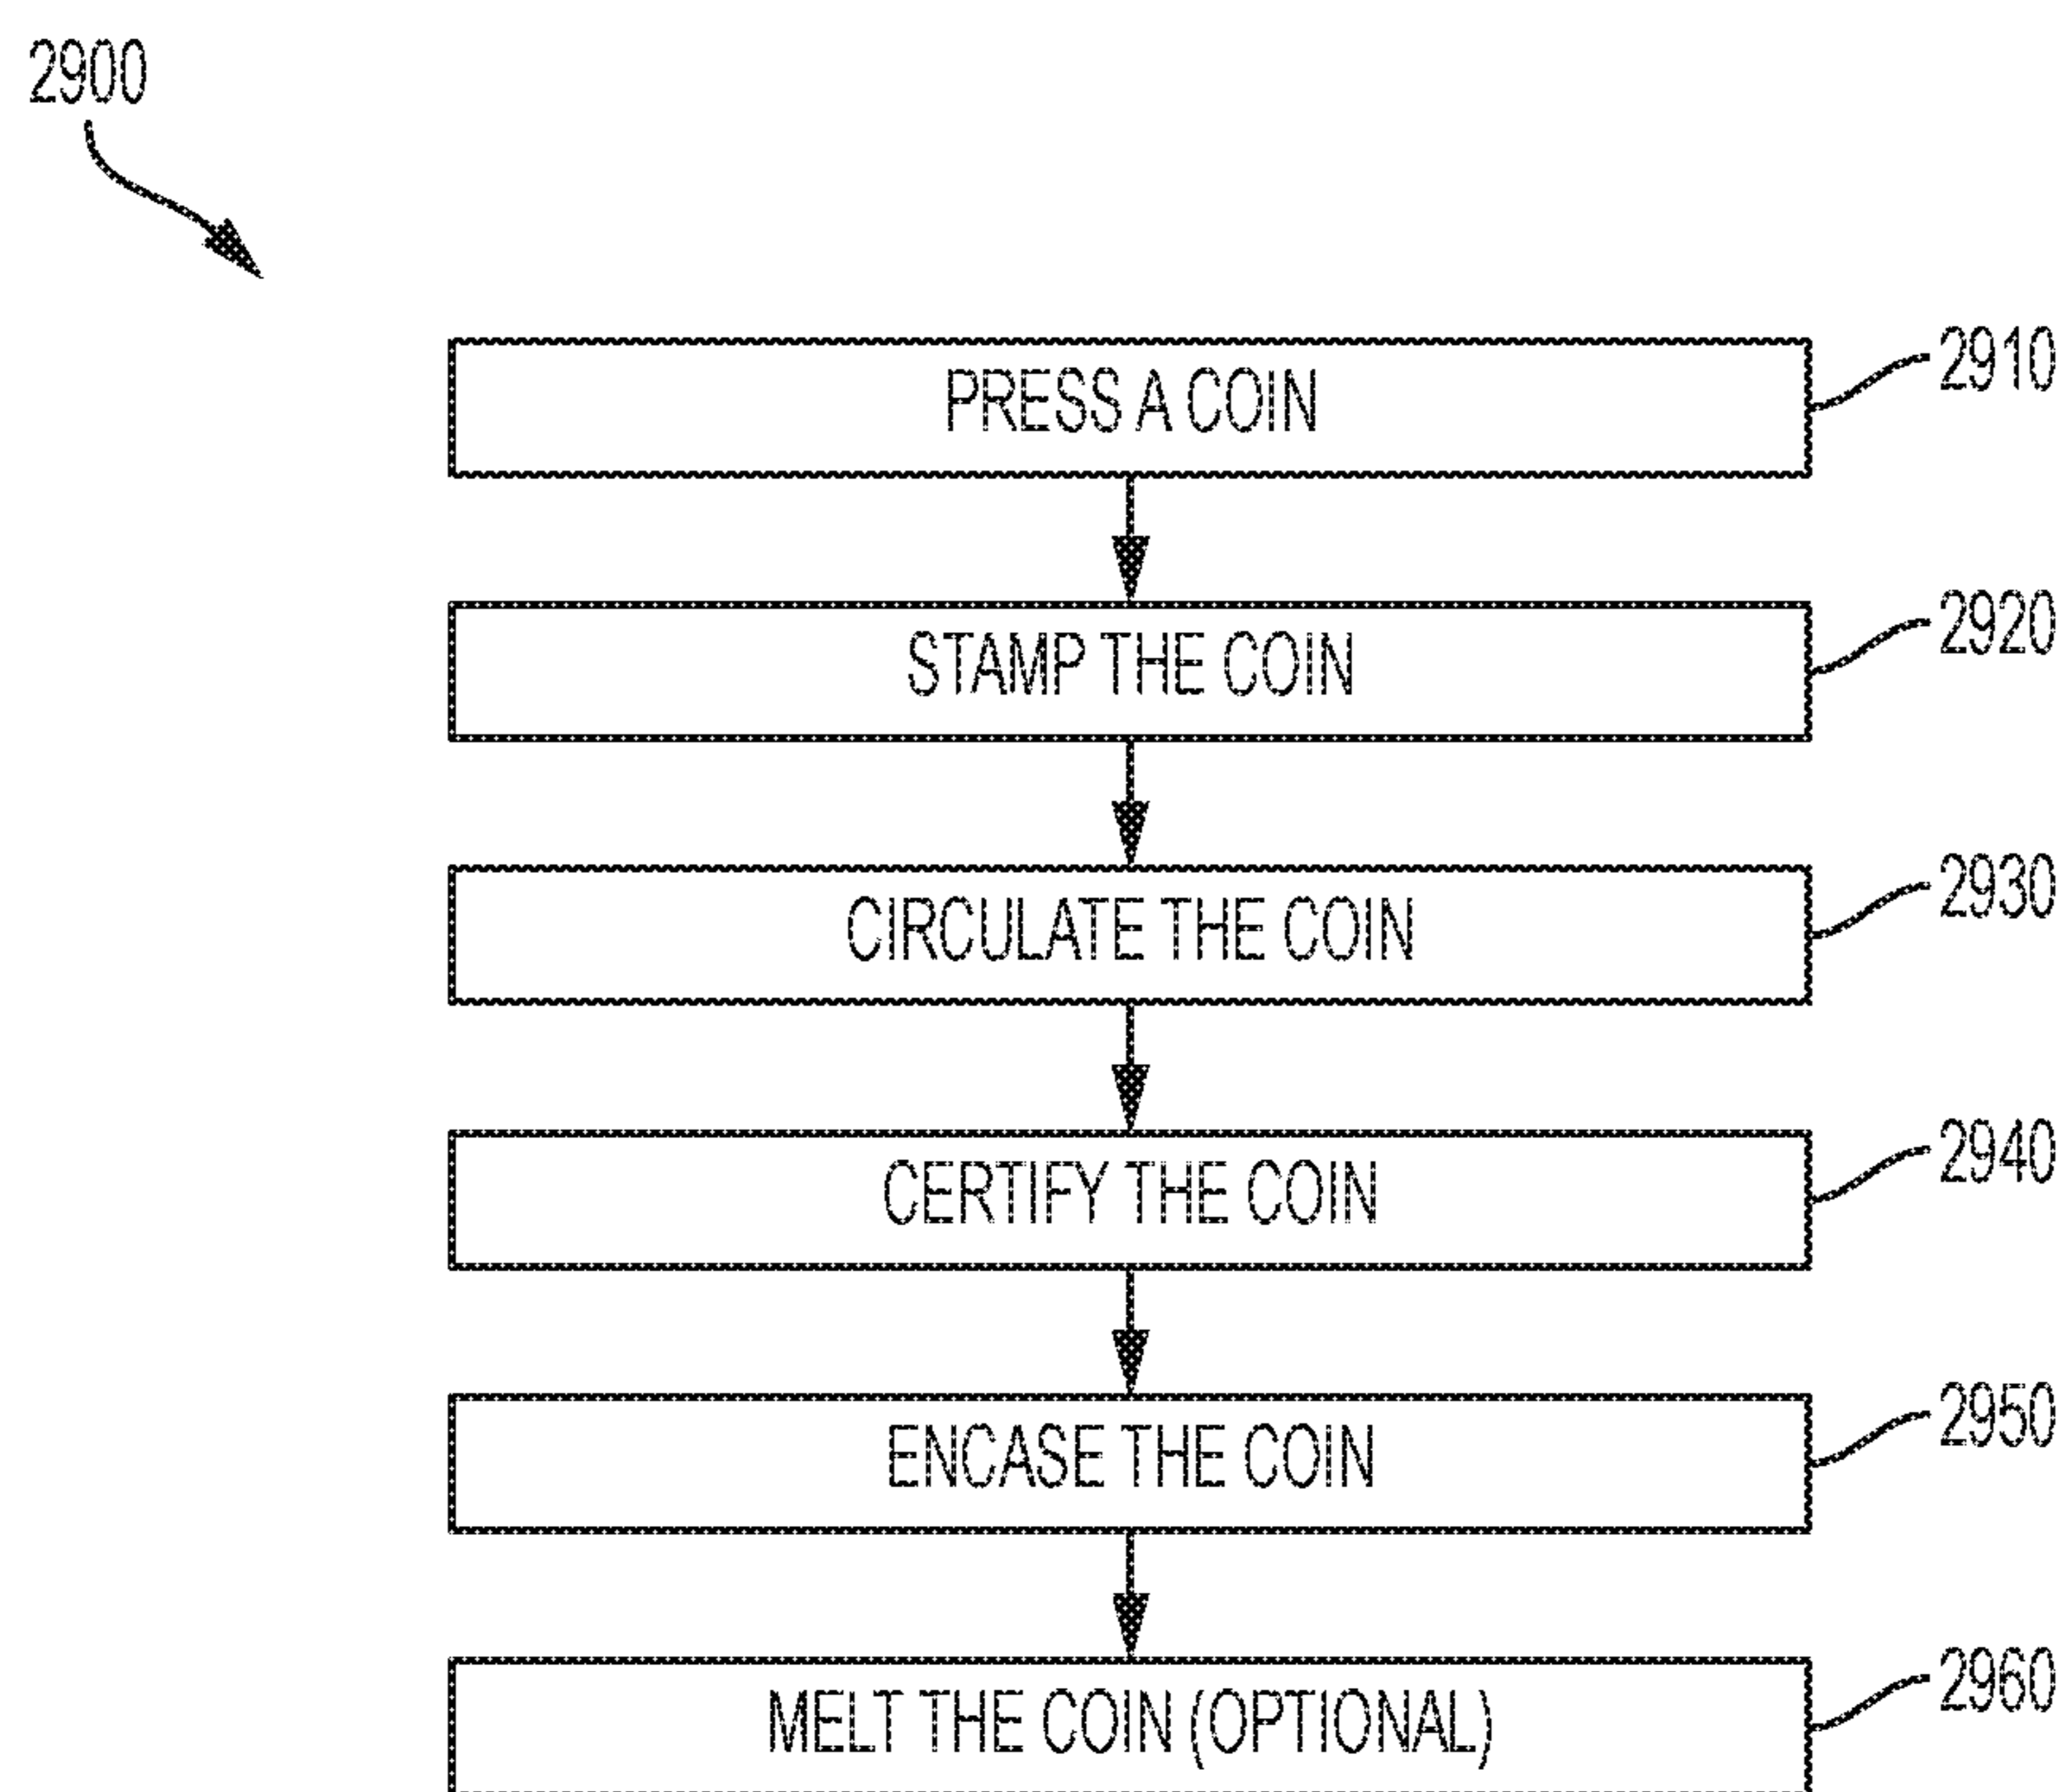 2900
PRESS A COIN
2910
STAMP THE COIN
2920
CIRCULATE THE COIN
2930
CERTIFY THE COIN
2940
ENCASE THE COIN
2950
MELT THE COIN (OPTIONAL)
2960